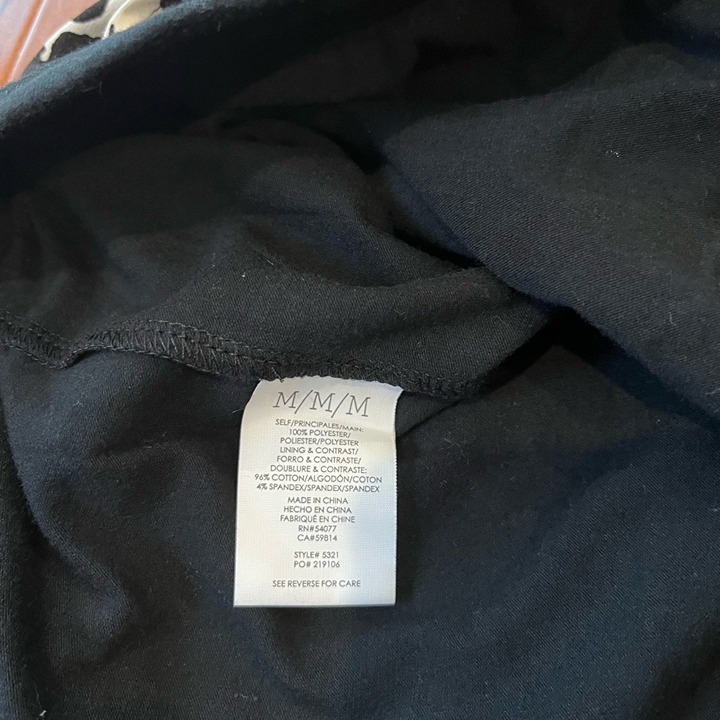 M/M/M
SELF/PRINCIPALES/MAIN:
100% POLYESTER/
POLIESTER/POLYESTER
LINING & CONTRAST/
FORRO & CONTRASTE/
DOUBLURE & CONTRASTE:
96% COTTON/ALGODÓN/COTON
4% SPANDEX/SPANDEX/SPANDEX
MADE IN CHINA
HECHO EN CHINA
FABRIQUÉ EN CHINE
RN#54077
CA#59814
STYLE# 5321
PO# 219106
SEE REVERSE FOR CARE